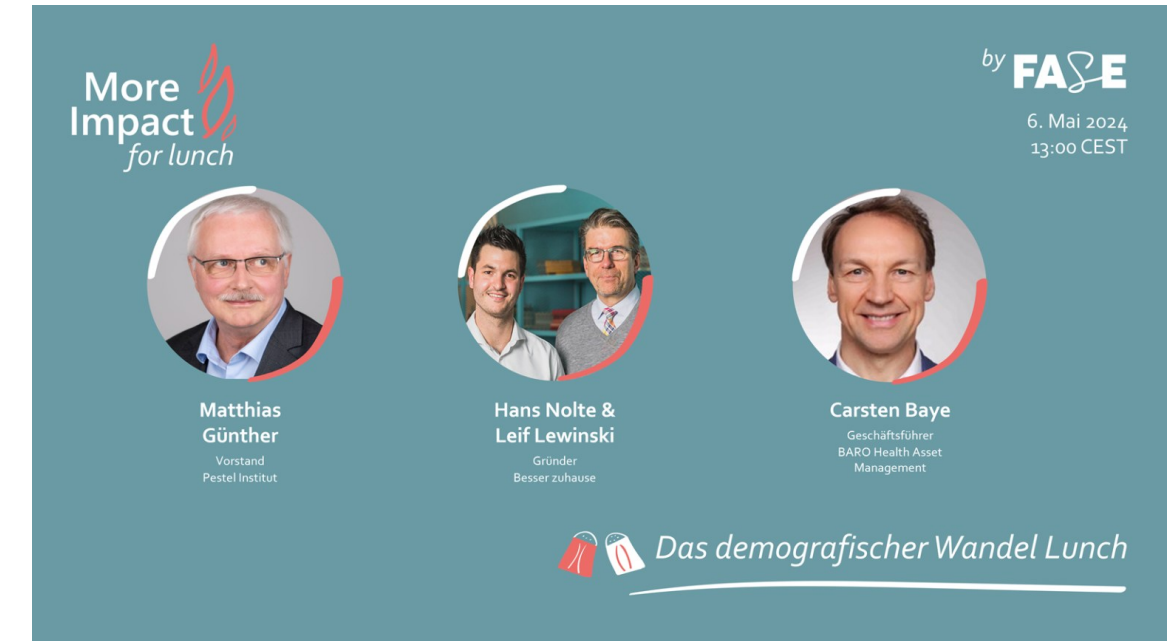 More
Impact
for lunch
by FASE
6. Mai 2024
13:00 CEST
Matthias
Günther
Vorstand
Pestel Institut
Hans Nolte &
Leif Lewinski
Gründer
Besser zuhause
Carsten Baye
Geschäftsführer
BARO Health Asset
Management
Das demografischer Wandel Lunch